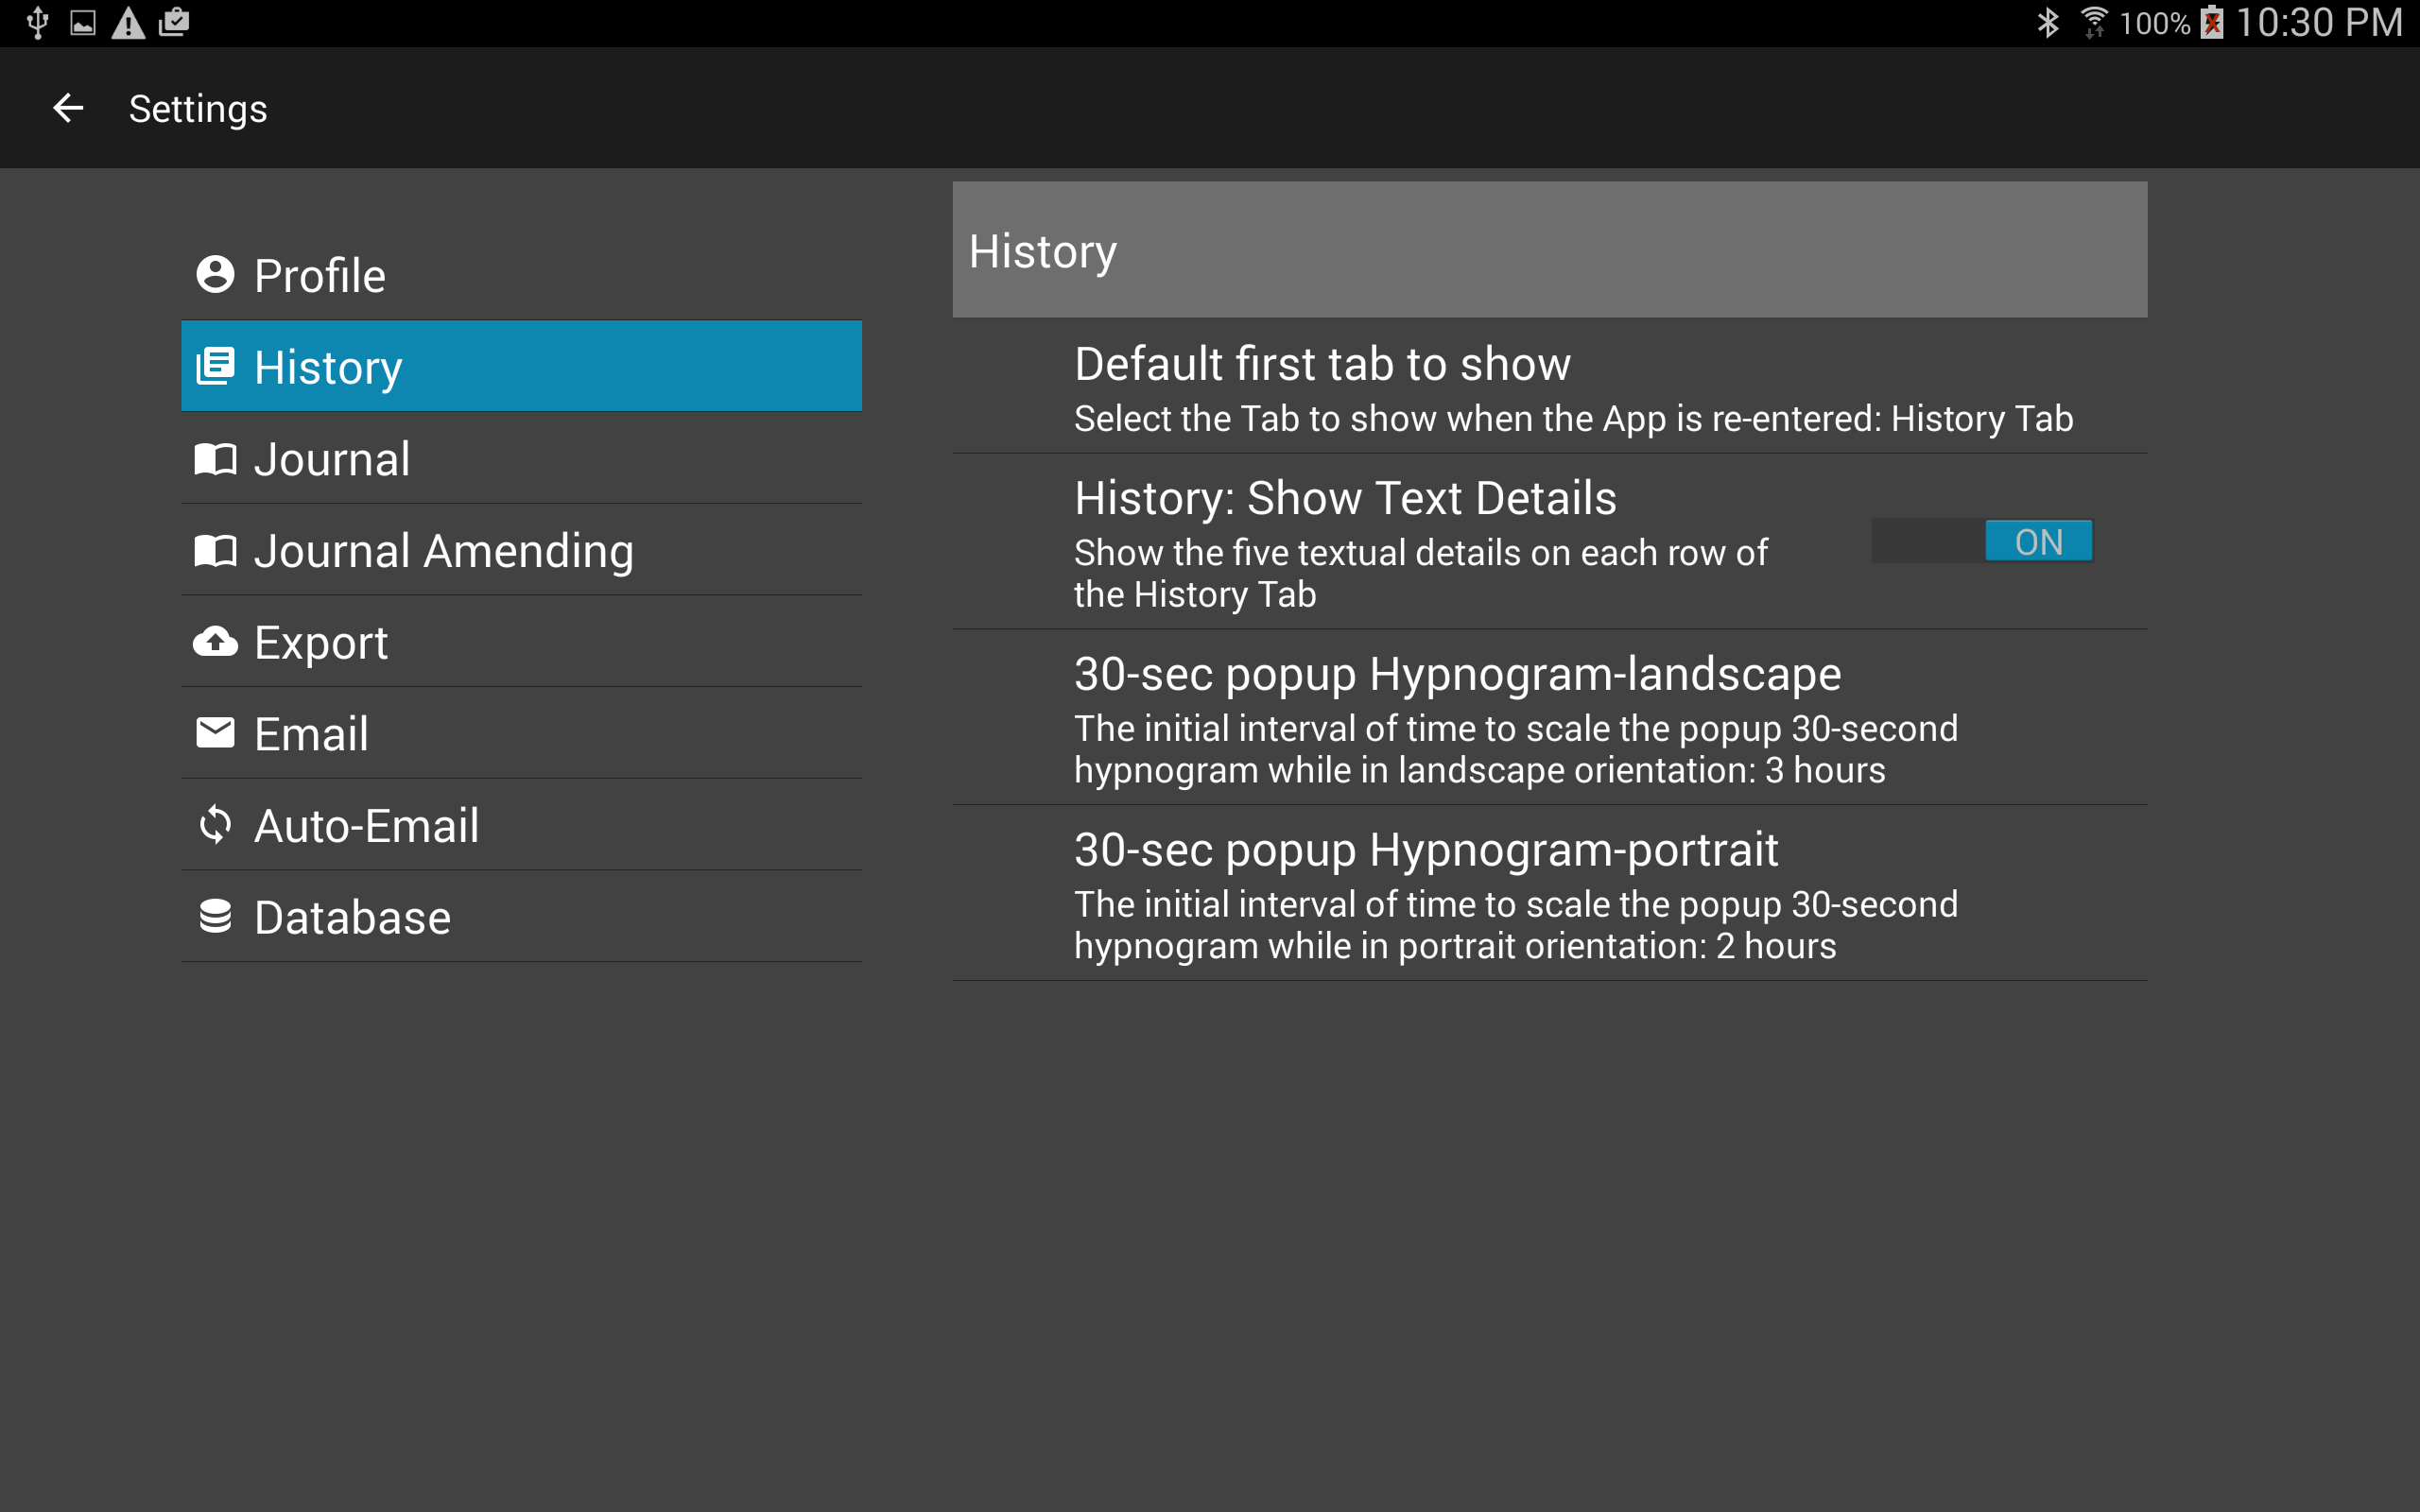 100% 10:30 PM
Settings
Profile
History
Journal
Journal Amending
Export
Email
Auto-Email
Database
History
Default first tab to show
Select the Tab to show when the App is re-entered: History Tab
History: Show Text Details
Show the five textual details on each row of
the History Tab
ON
30-sec popup Hypnogram-landscape
The initial interval of time to scale the popup 30-second
hypnogram while in landscape orientation: 3 hours
30-sec popup Hypnogram-portrait
The initial interval of time to scale the popup 30-second
hypnogram while in portrait orientation: 2 hours